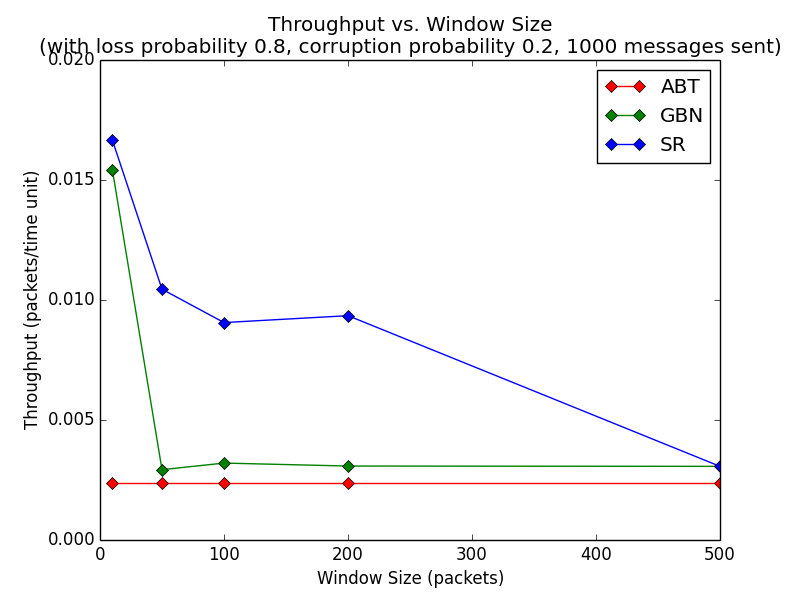 Throughput vs. Window Size
(with loss probability 0.8, corruption probability 0.2, 1000 messages sent)
0.020
0.015
0.010
0.005
0.000
Throughput (packets/time unit)
ABT
GBN
SR
0 100 200 300 400 500
Window Size (packets)